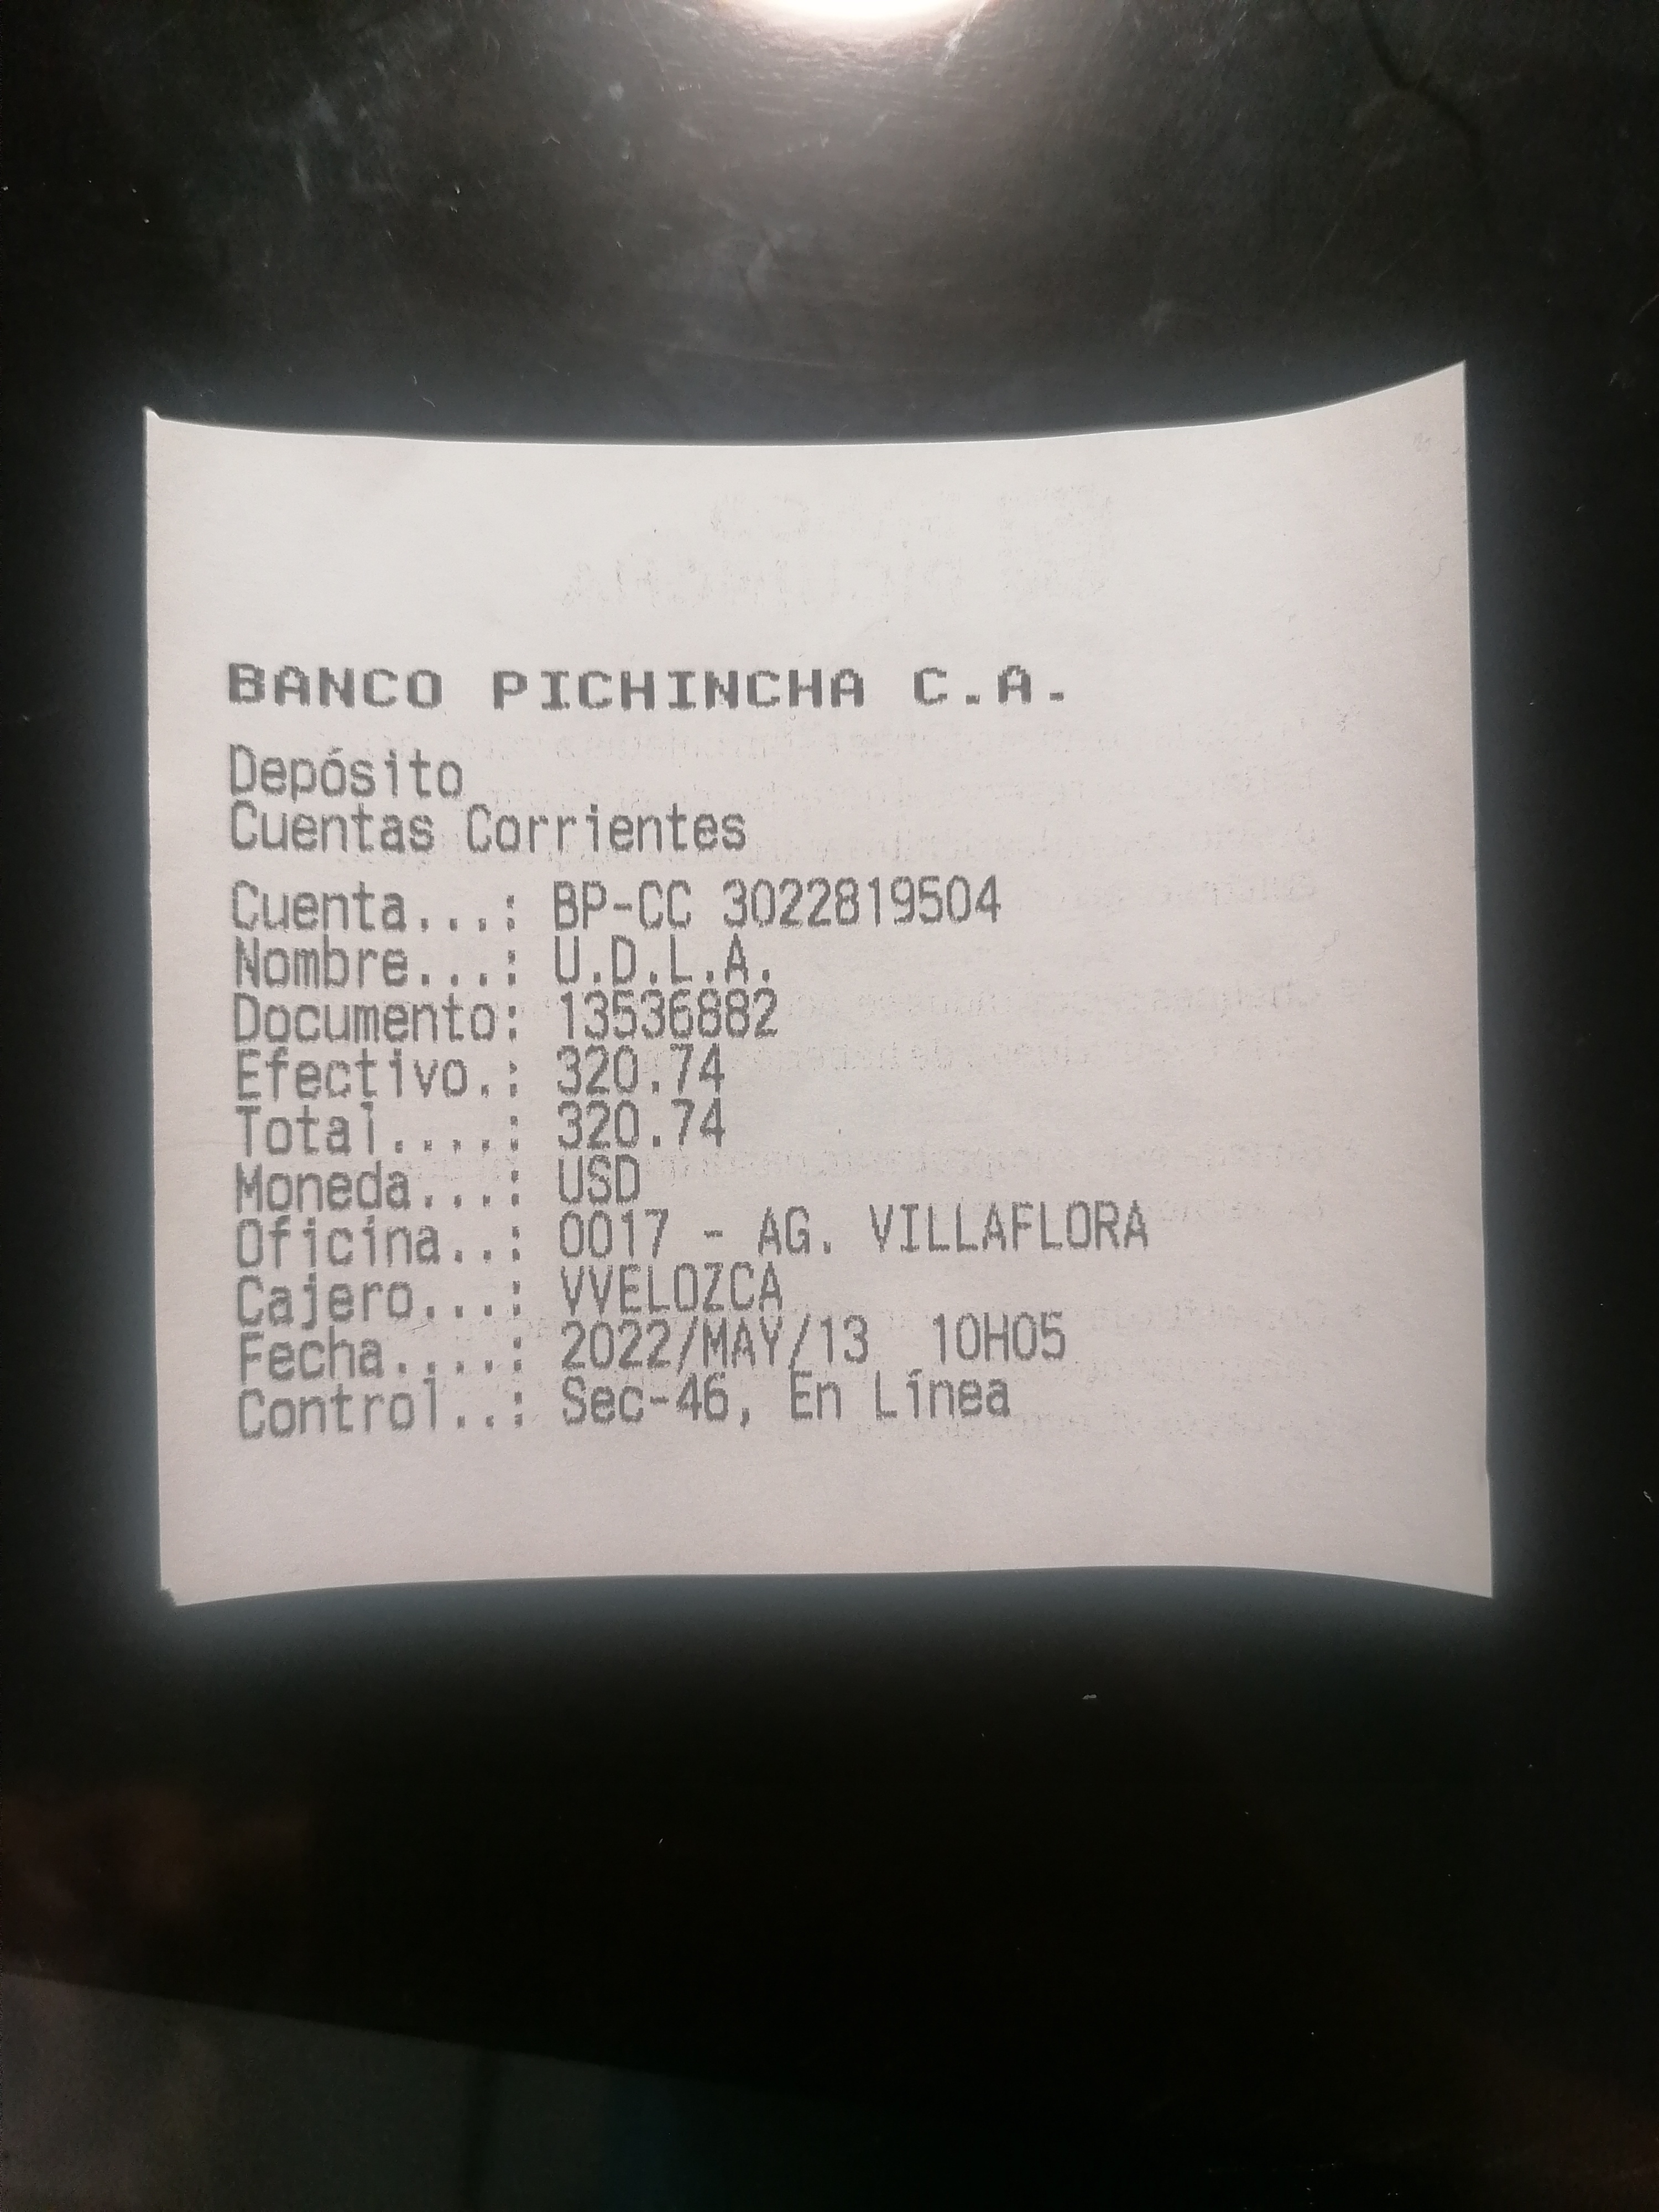 BANCO PICHINCHA C.A.
Depósito
Cuentas Corrientes
Cuenta...: BP-CC 3022819504
Nombre...: U.D.L.A.
Documento: 13536882
Efectivo.: 320.74
Total....: 320.74
Moneda...: USD
Oficina..: 0017 - AG. VILLAFLORA
Cajero...: VVELOZCA
Fecha....: 2022/MAY/13 10H05
Control..: Sec-46, En Línea